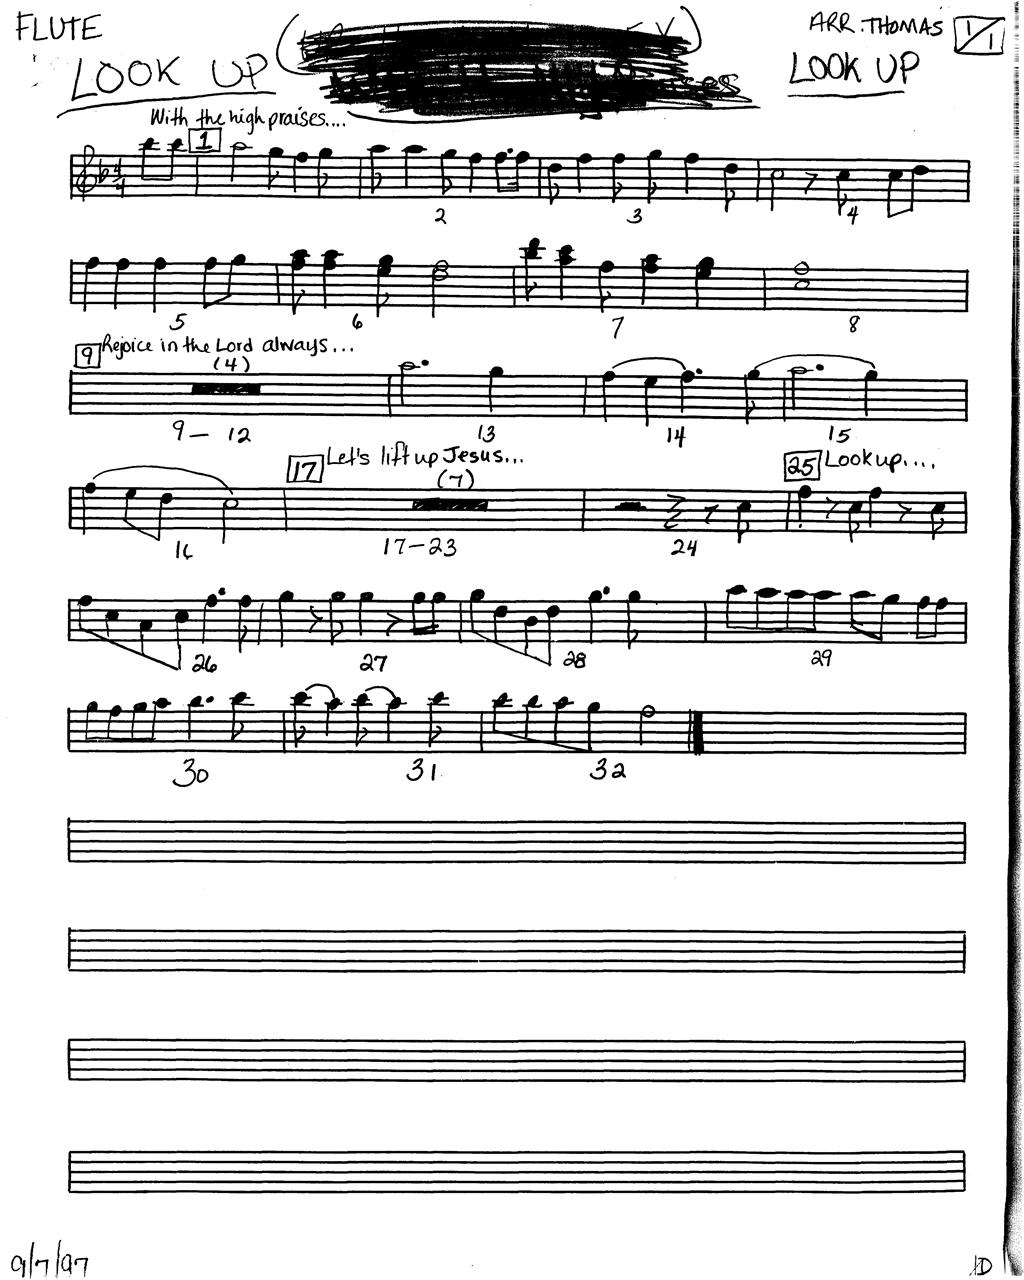 FLUTE
ARR. THOMAS 1/1
LOOK UP
LOOK UP
With the high praises....
1
4
4
2
3
4
5
6
7
8
9 Rejoice in the Lord always...
(4)
9 – 12
13
14
15
17 Let's lift up Jesus...
(7)
25 Look up....
16
17–23
24
26
27
28
29
30
31
32
9/7/97